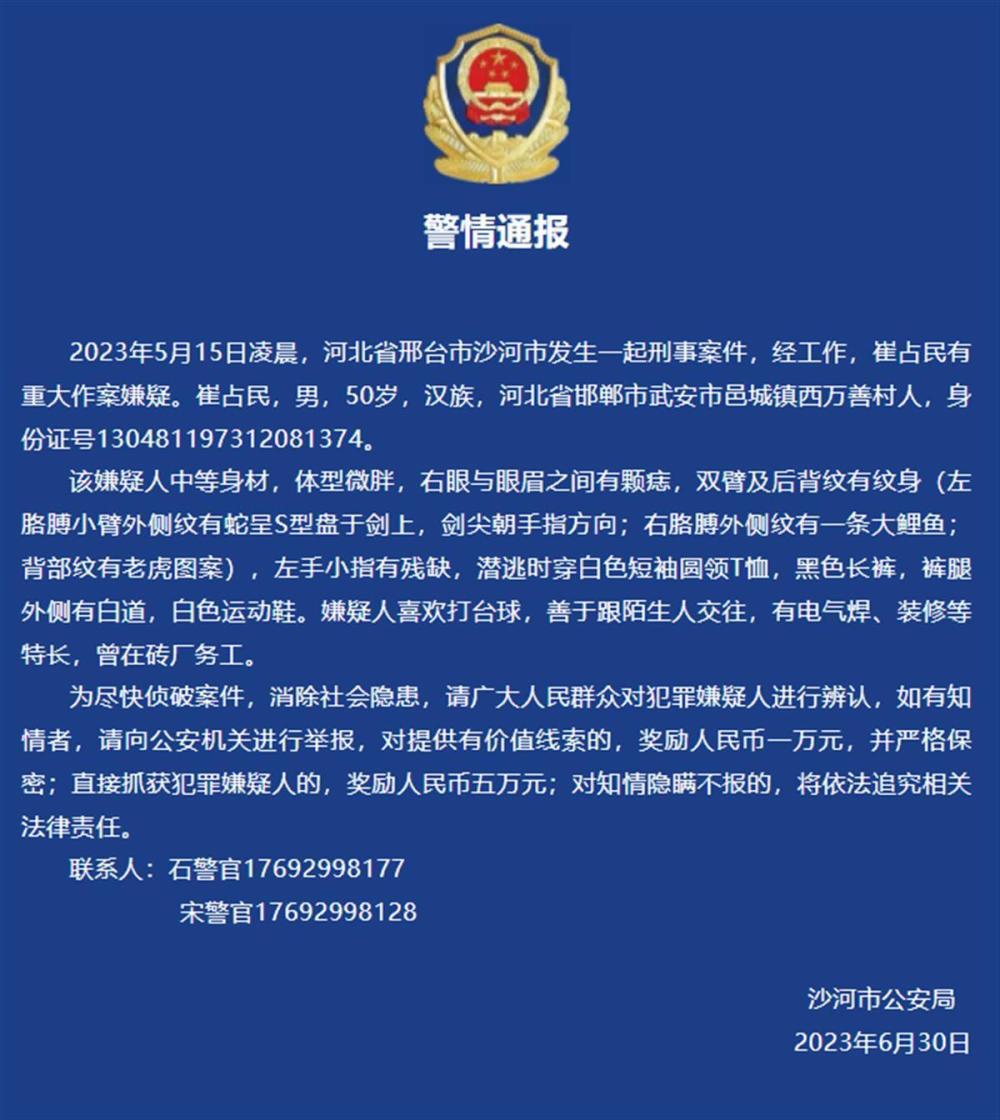 警情通报
2023年5月15日凌晨，河北省邢台市沙河市发生一起刑事案件，经工作，崔占民有
重大作案嫌疑。崔占民，男，50岁，汉族，河北省邯郸市武安市邑城镇西万善村人，身
份证号130481197312081374。
该嫌疑人中等身材，体型微胖，右眼与眼眉之间有颗痣，双臂及后背纹有纹身（左
胳膊小臂外侧纹有蛇呈S型盘于剑上，剑尖朝手指方向；右胳膊外侧纹有一条大鲤鱼；
背部纹有老虎图案），左手小指有残缺，潜逃时穿白色短袖圆领T恤，黑色长裤，裤腿
外侧有白道，白色运动鞋。嫌疑人喜欢打台球，善于跟陌生人交往，有电气焊、装修等
特长，曾在砖厂务工。
为尽快侦破案件，消除社会隐患，请广大人民群众对犯罪嫌疑人进行辨认，如有知
情者，请向公安机关进行举报，对提供有价值线索的，奖励人民币一万元，并严格保
密；直接抓获犯罪嫌疑人的，奖励人民币五万元；对知情隐瞒不报的，将依法追究相关
法律责任。
联系人：石警官17692998177
宋警官17692998128
沙河市公安局
2023年6月30日